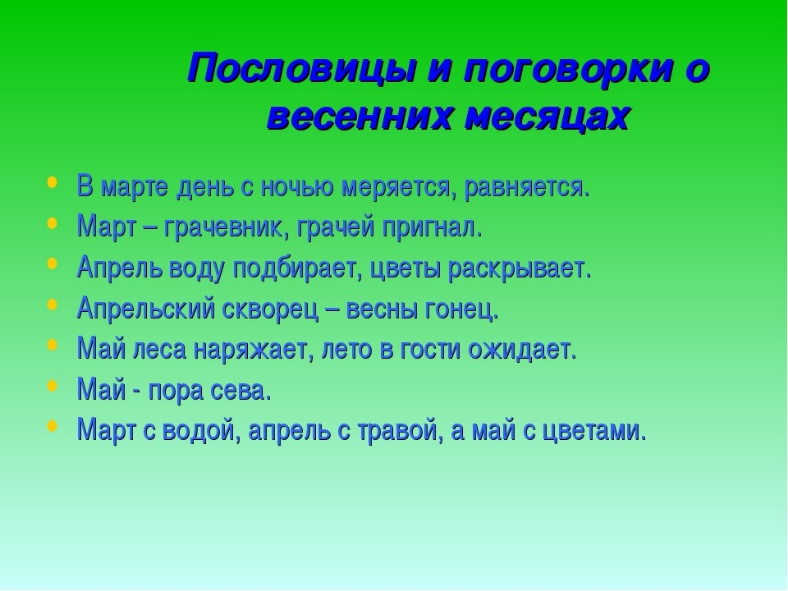 Пословицы и поговорки о
весенних месяцах
В марте день с ночью меряется, равняется.
Март – грачевник, грачей пригнал.
Апрель воду подбирает, цветы раскрывает.
Апрельский скворец – весны гонец.
Май леса наряжает, лето в гости ожидает.
Май - пора сева.
Март с водой, апрель с травой, а май с цветами.